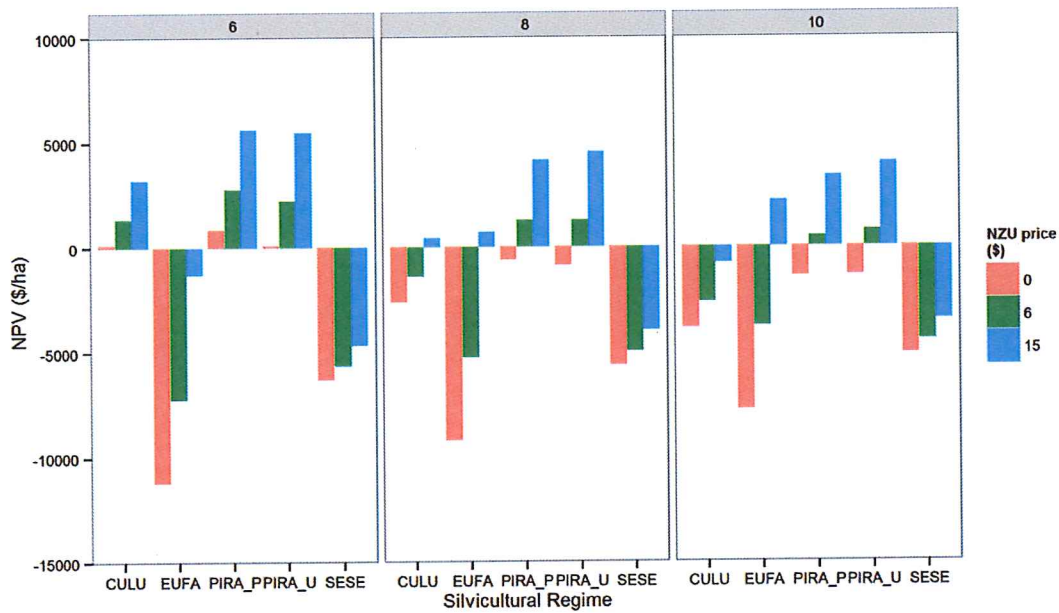 6 8 10
10000
5000
0
-5000
-10000
-15000
NPV ($/ha)
CULU EUFA PIRA_P PIRA_U SESE CULU EUFA PIRA_P PIRA_U SESE CULU EUFA PIRA_P PIRA_U SESE
Silvicultural Regime
NZU price
($)
0
6
15